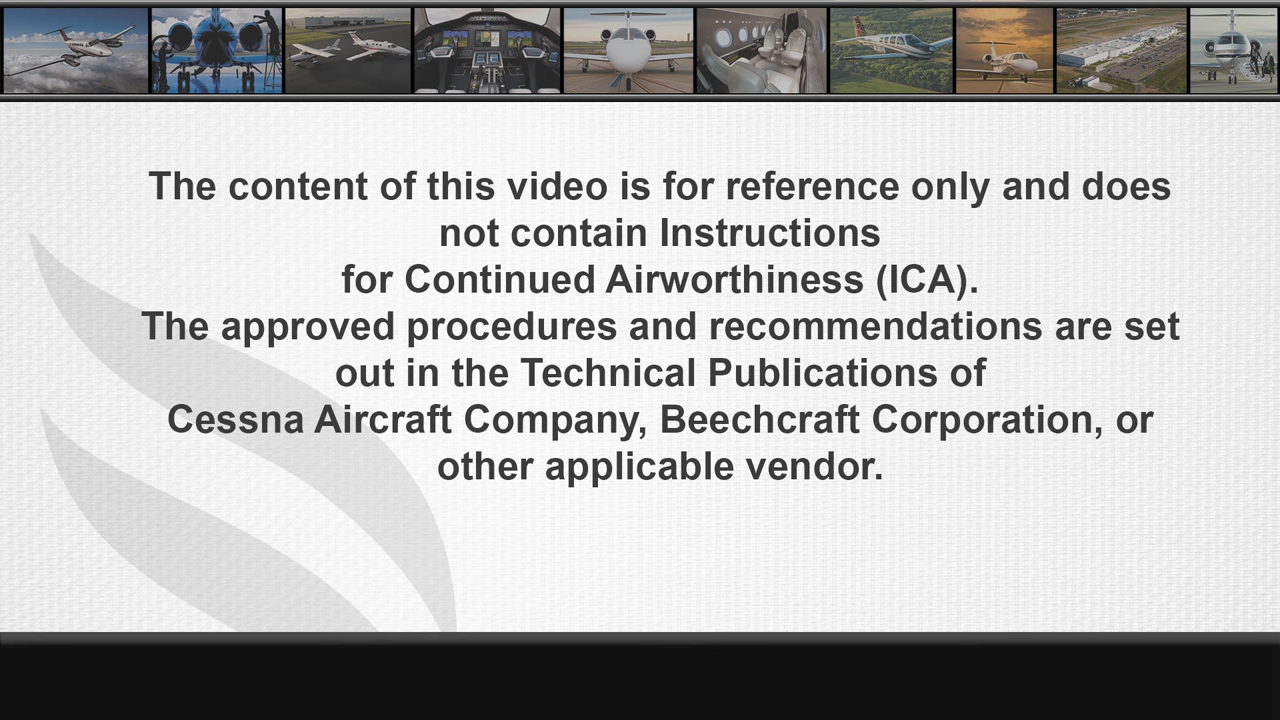 The content of this video is for reference only and does
not contain Instructions
for Continued Airworthiness (ICA).
The approved procedures and recommendations are set
out in the Technical Publications of
Cessna Aircraft Company, Beechcraft Corporation, or
other applicable vendor.